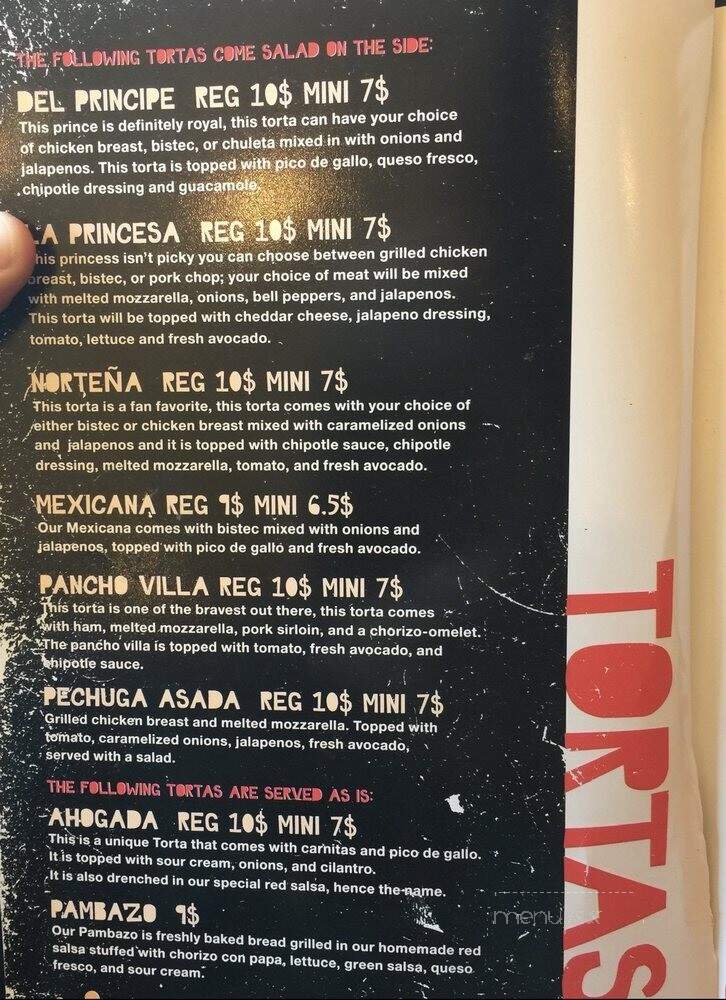 THE FOLLOWING TORTAS COME SALAD ON THE SIDE:
DEL PRINCIPE REG 10$ MINI 7$
This prince is definitely royal, this torta can have your choice
of chicken breast, bistec, or chuleta mixed in with onions and
jalapenos. This torta is topped with pico de gallo, queso fresco,
chipotle dressing and guacamole.
LA PRINCESA REG 10$ MINI 7$
This princess isn't picky you can choose between grilled chicken
breast, bistec, or pork chop; your choice of meat will be mixed
with melted mozzarella, onions, bell peppers, and jalapenos.
This torta will be topped with cheddar cheese, jalapeno dressing,
tomato, lettuce and fresh avocado.
NORTEÑA REG 10$ MINI 7$
This torta is a fan favorite, this torta comes with your choice of
either bistec or chicken breast mixed with caramelized onions
and jalapenos and it is topped with chipotle sauce, chipotle
dressing, melted mozzarella, tomato, and fresh avocado.
MEXICANA REG 9$ MINI 6.5$
Our Mexicana comes with bistec mixed with onions and
jalapenos, topped with pico de gallo and fresh avocado.
PANCHO VILLA REG 10$ MINI 7$
This torta is one of the bravest out there, this torta comes
with ham, melted mozzarella, pork sirloin, and a chorizo-omelet.
The pancho villa is topped with tomato, fresh avocado, and
chipotle sauce.
PECHUGA ASADA REG 10$ MINI 7$
Grilled chicken breast and melted mozzarella. Topped with
tomato, caramelized onions, jalapenos, fresh avocado,
served with a salad.
THE FOLLOWING TORTAS ARE SERVED AS IS:
AHOGADA REG 10$ MINI 7$
This is a unique Torta that comes with carnitas and pico de gallo.
It is topped with sour cream, onions, and cilantro.
It is also drenched in our special red salsa, hence the name.
PAMBAZO 9$
Our Pambazo is freshly baked bread grilled in our homemade red
salsa stuffed with chorizo con papa, lettuce, green salsa, queso
fresco, and sour cream.
TORTAS